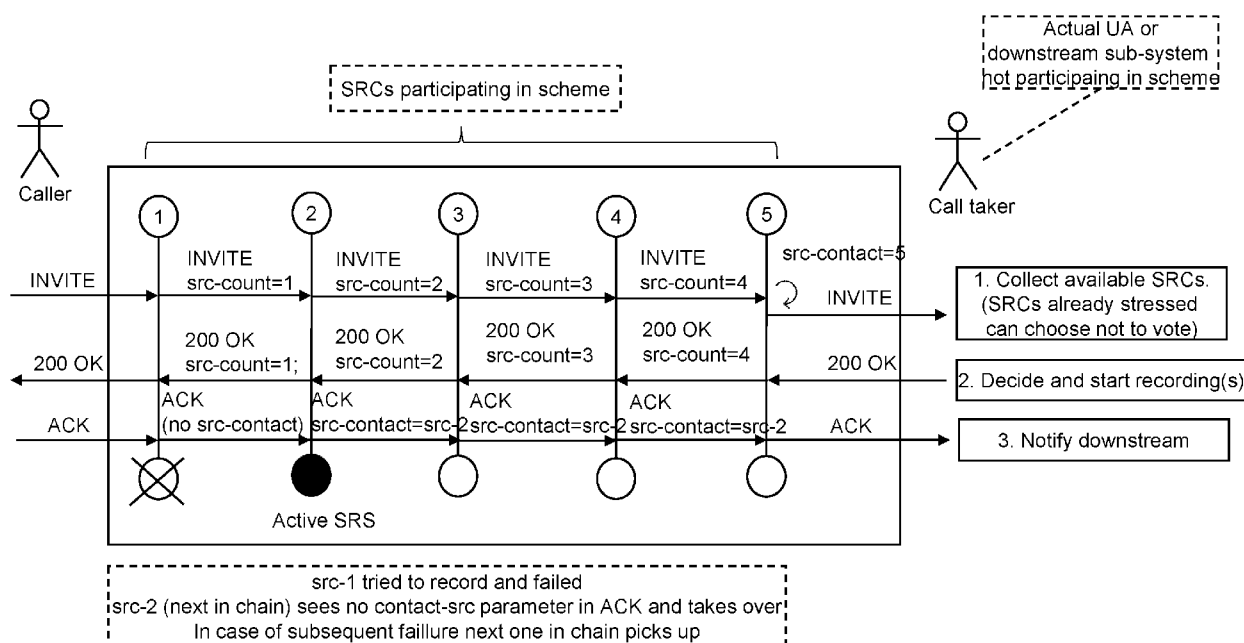 Actual UA or
downstream sub-system
hot participaing in scheme
SRCs participating in scheme
Caller
Call taker
1
2
3
4
5
src-contact=5
INVITE
INVITE
src-count=1
INVITE
src-count=2
INVITE
src-count=3
INVITE
src-count=4
INVITE
1. Collect available SRCs.
(SRCs already stressed
can choose not to vote)
200 OK
200 OK
src-count=1;
200 OK
src-count=2
200 OK
src-count=3
200 OK
src-count=4
200 OK
2. Decide and start recording(s)
ACK
ACK
(no src-contact)
ACK
src-contact=src-2
ACK
src-contact=src-2
ACK
src-contact=src-2
ACK
3. Notify downstream
Active SRS
src-1 tried to record and failed
src-2 (next in chain) sees no contact-src parameter in ACK and takes over
In case of subsequent faillure next one in chain picks up